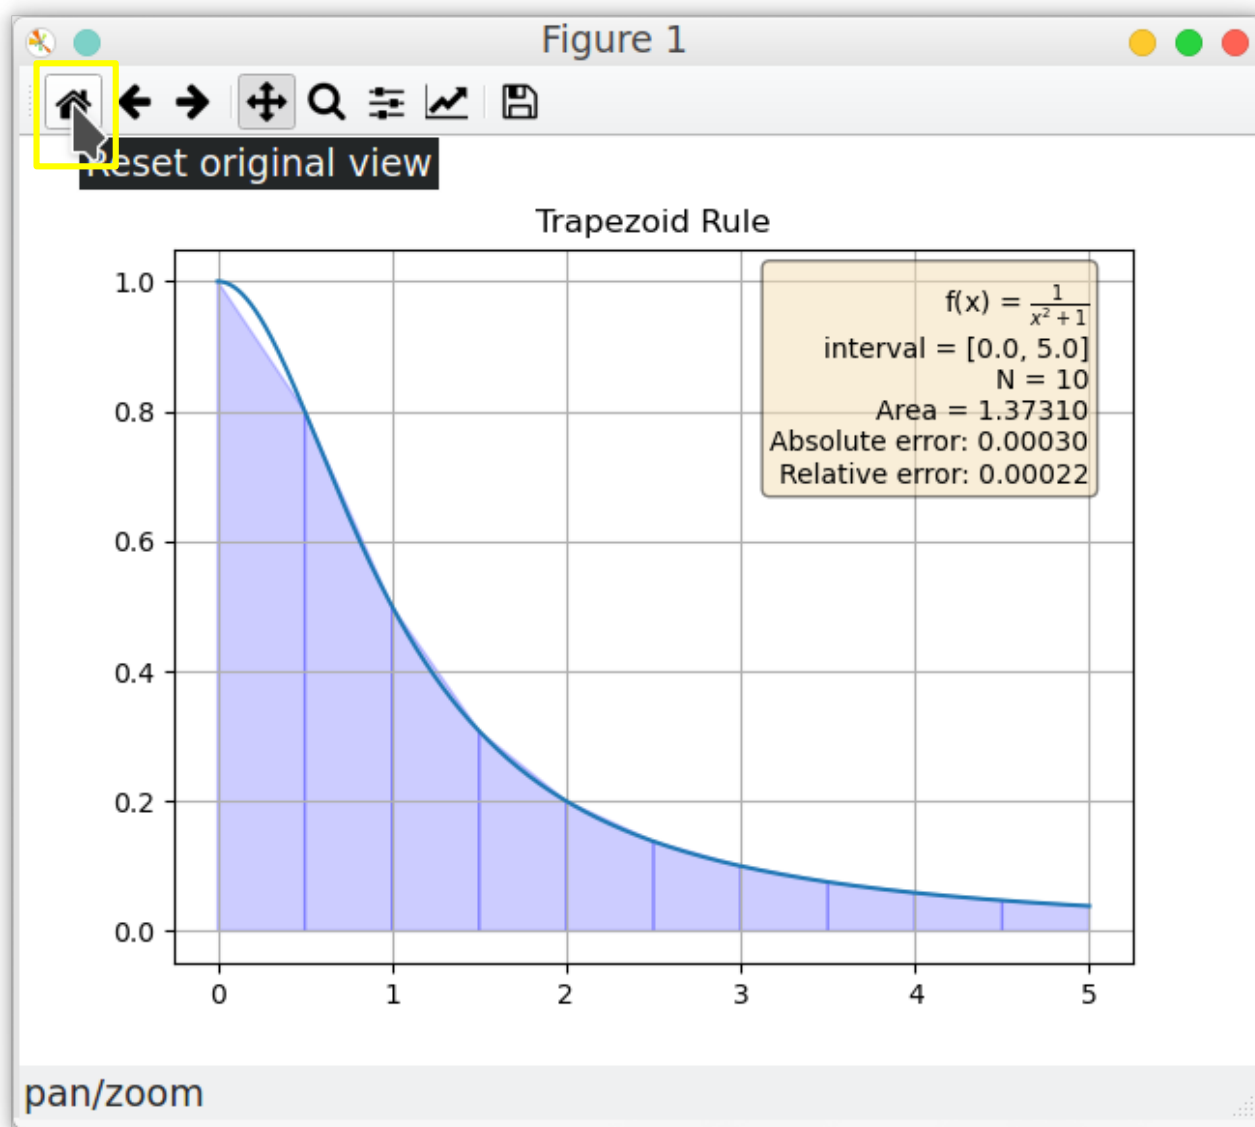 Figure 1
Reset original view
Trapezoid Rule
f(x) = 1/(x² + 1)
interval = [0.0, 5.0]
N = 10
Area = 1.37310
Absolute error: 0.00030
Relative error: 0.00022
1.0
0.8
0.6
0.4
0.2
0.0
0 1 2 3 4 5
pan/zoom